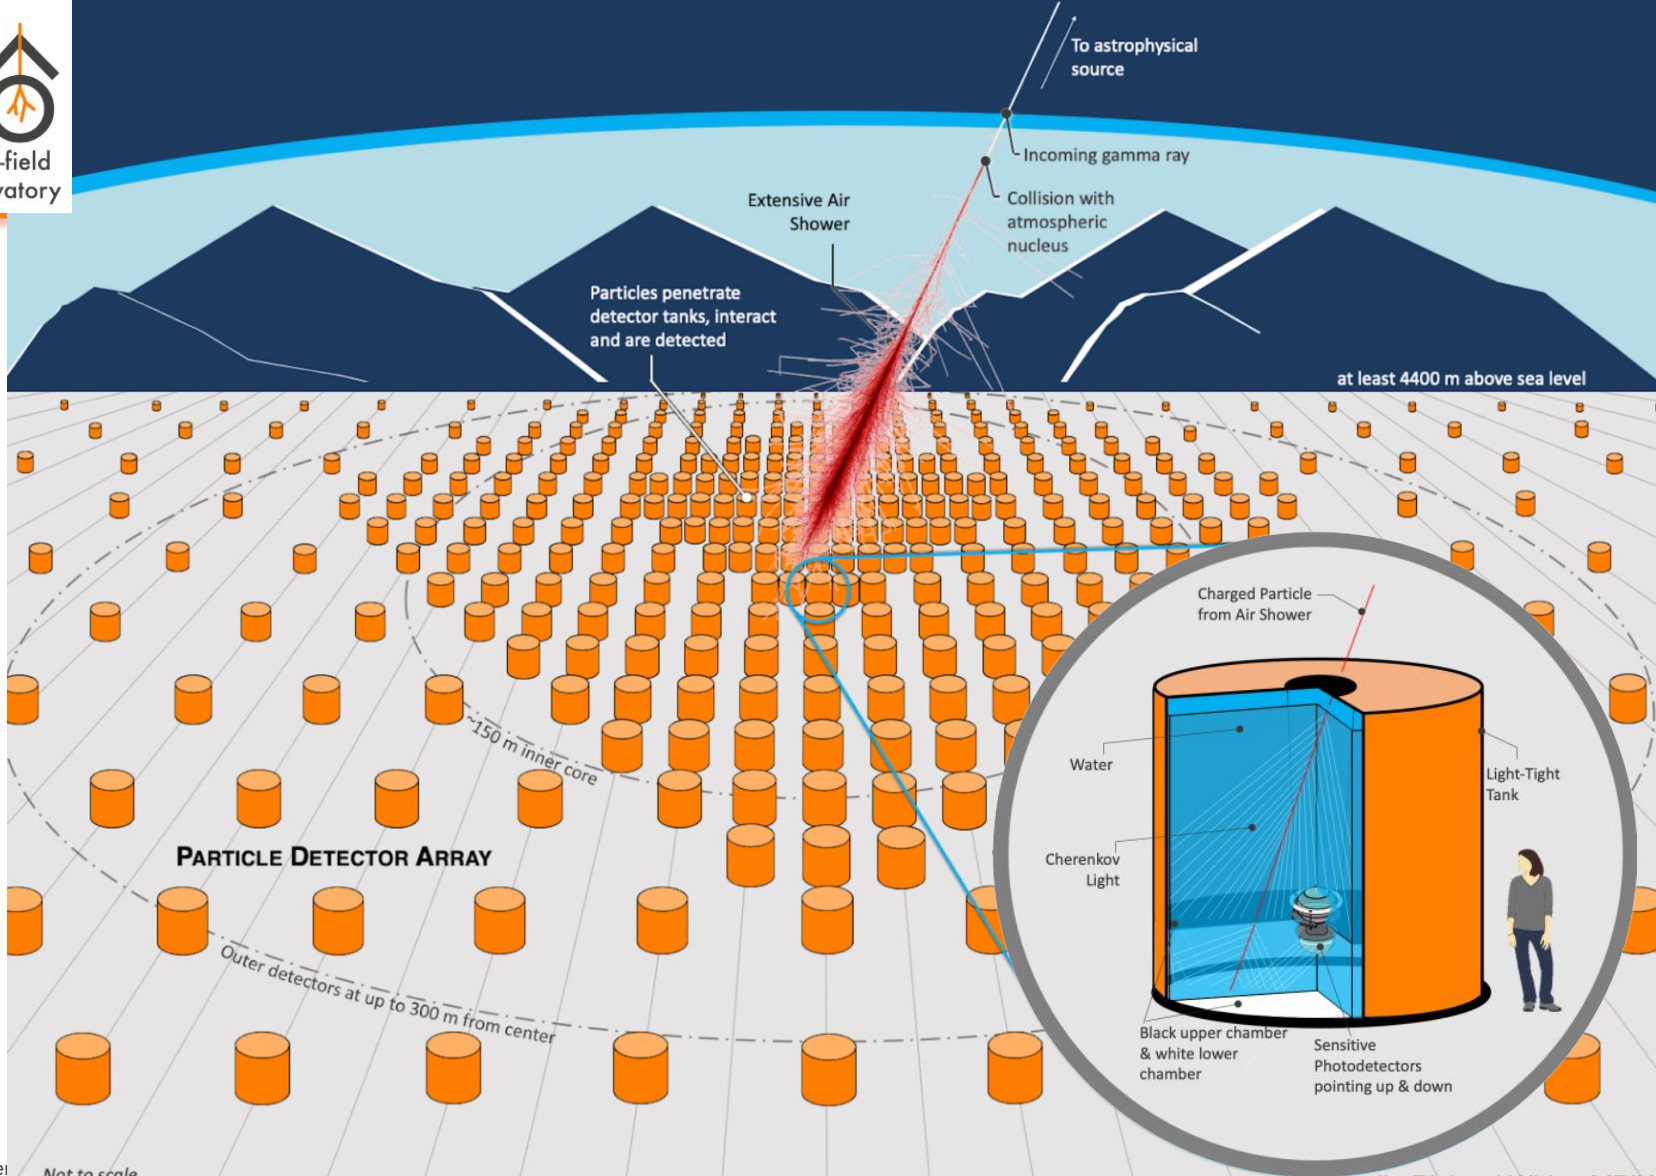 -field
vatory
To astrophysical
source
Incoming gamma ray
Collision with
atmospheric
nucleus
Extensive Air
Shower
Particles penetrate
detector tanks, interact
and are detected
at least 4400 m above sea level
~150 m inner core
PARTICLE DETECTOR ARRAY
Outer detectors at up to 300 m from center
Charged Particle
from Air Shower
Water
Light-Tight
Tank
Cherenkov
Light
Black upper chamber
& white lower
chamber
Sensitive
Photodetectors
pointing up & down
Not to scale